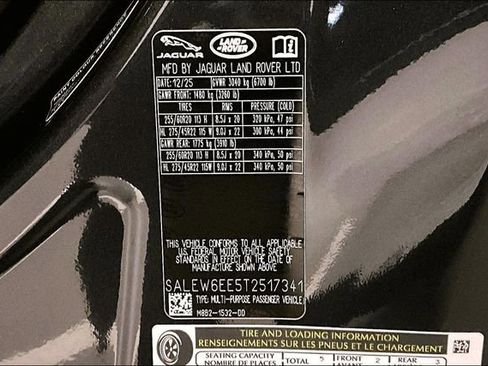 JAGUAR LAND ROVER
MFD BY JAGUAR LAND ROVER LTD
DATE: 12/25 GVWR 3040 kg (6700 lb)
GAWR FRONT: 1480 kg (3260 lb)
TIRES RIMS PRESSURE (COLD)
255/60R20 113 H 8.5J x 20 320 kPa, 47 psi
HL 275/45R22 115 W 9.0J x 22 300 kPa, 44 psi
GAWR REAR: 1775 kg (3910 lb)
255/60R20 113 H 8.5J x 20 340 kPa, 50 psi
HL 275/45R22 115W 9.0J x 22 340 kPa, 50 psi
THIS VEHICLE CONFORMS TO ALL APPLICABLE
U.S. FEDERAL MOTOR VEHICLE SAFETY
STANDARDS IN EFFECT ON THE DATE OF
MANUFACTURE SHOWN ABOVE
SALEW6EE5T2517341
TYPE: MULTI-PURPOSE PASSENGER VEHICLE
M8B2-1532-DD
TIRE AND LOADING INFORMATION
RENSEIGNEMENTS SUR LES PNEUS ET LE CHARGEMENT
SEATING CAPACITY TOTAL 5 FRONT 2 REAR 3
NOMBRE DE PLACES